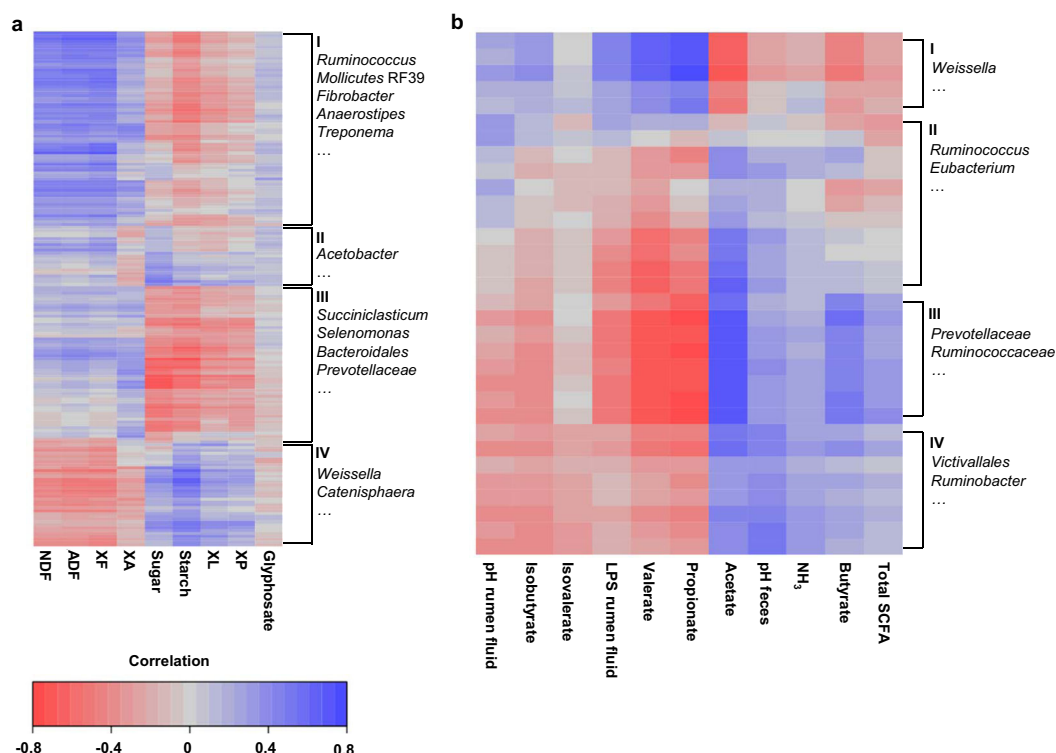 a
I
Ruminococcus
Mollicutes RF39
Fibrobacter
Anaerostipes
Treponema
...
II
Acetobacter
...
III
Succiniclasticum
Selenomonas
Bacteroidales
Prevotellaceae
...
IV
Weissella
Catenisphaera
...
NDF
ADF
XF
XA
Sugar
Starch
XL
XP
Glyphosate
Correlation
-0.8 -0.4 0 0.4 0.8
b
I
Weissella
...
II
Ruminococcus
Eubacterium
...
III
Prevotellaceae
Ruminococcaceae
...
IV
Victivallales
Ruminobacter
...
pH rumen fluid
Isobutyrate
Isovalerate
LPS rumen fluid
Valerate
Propionate
Acetate
pH feces
NH₃
Butyrate
Total SCFA